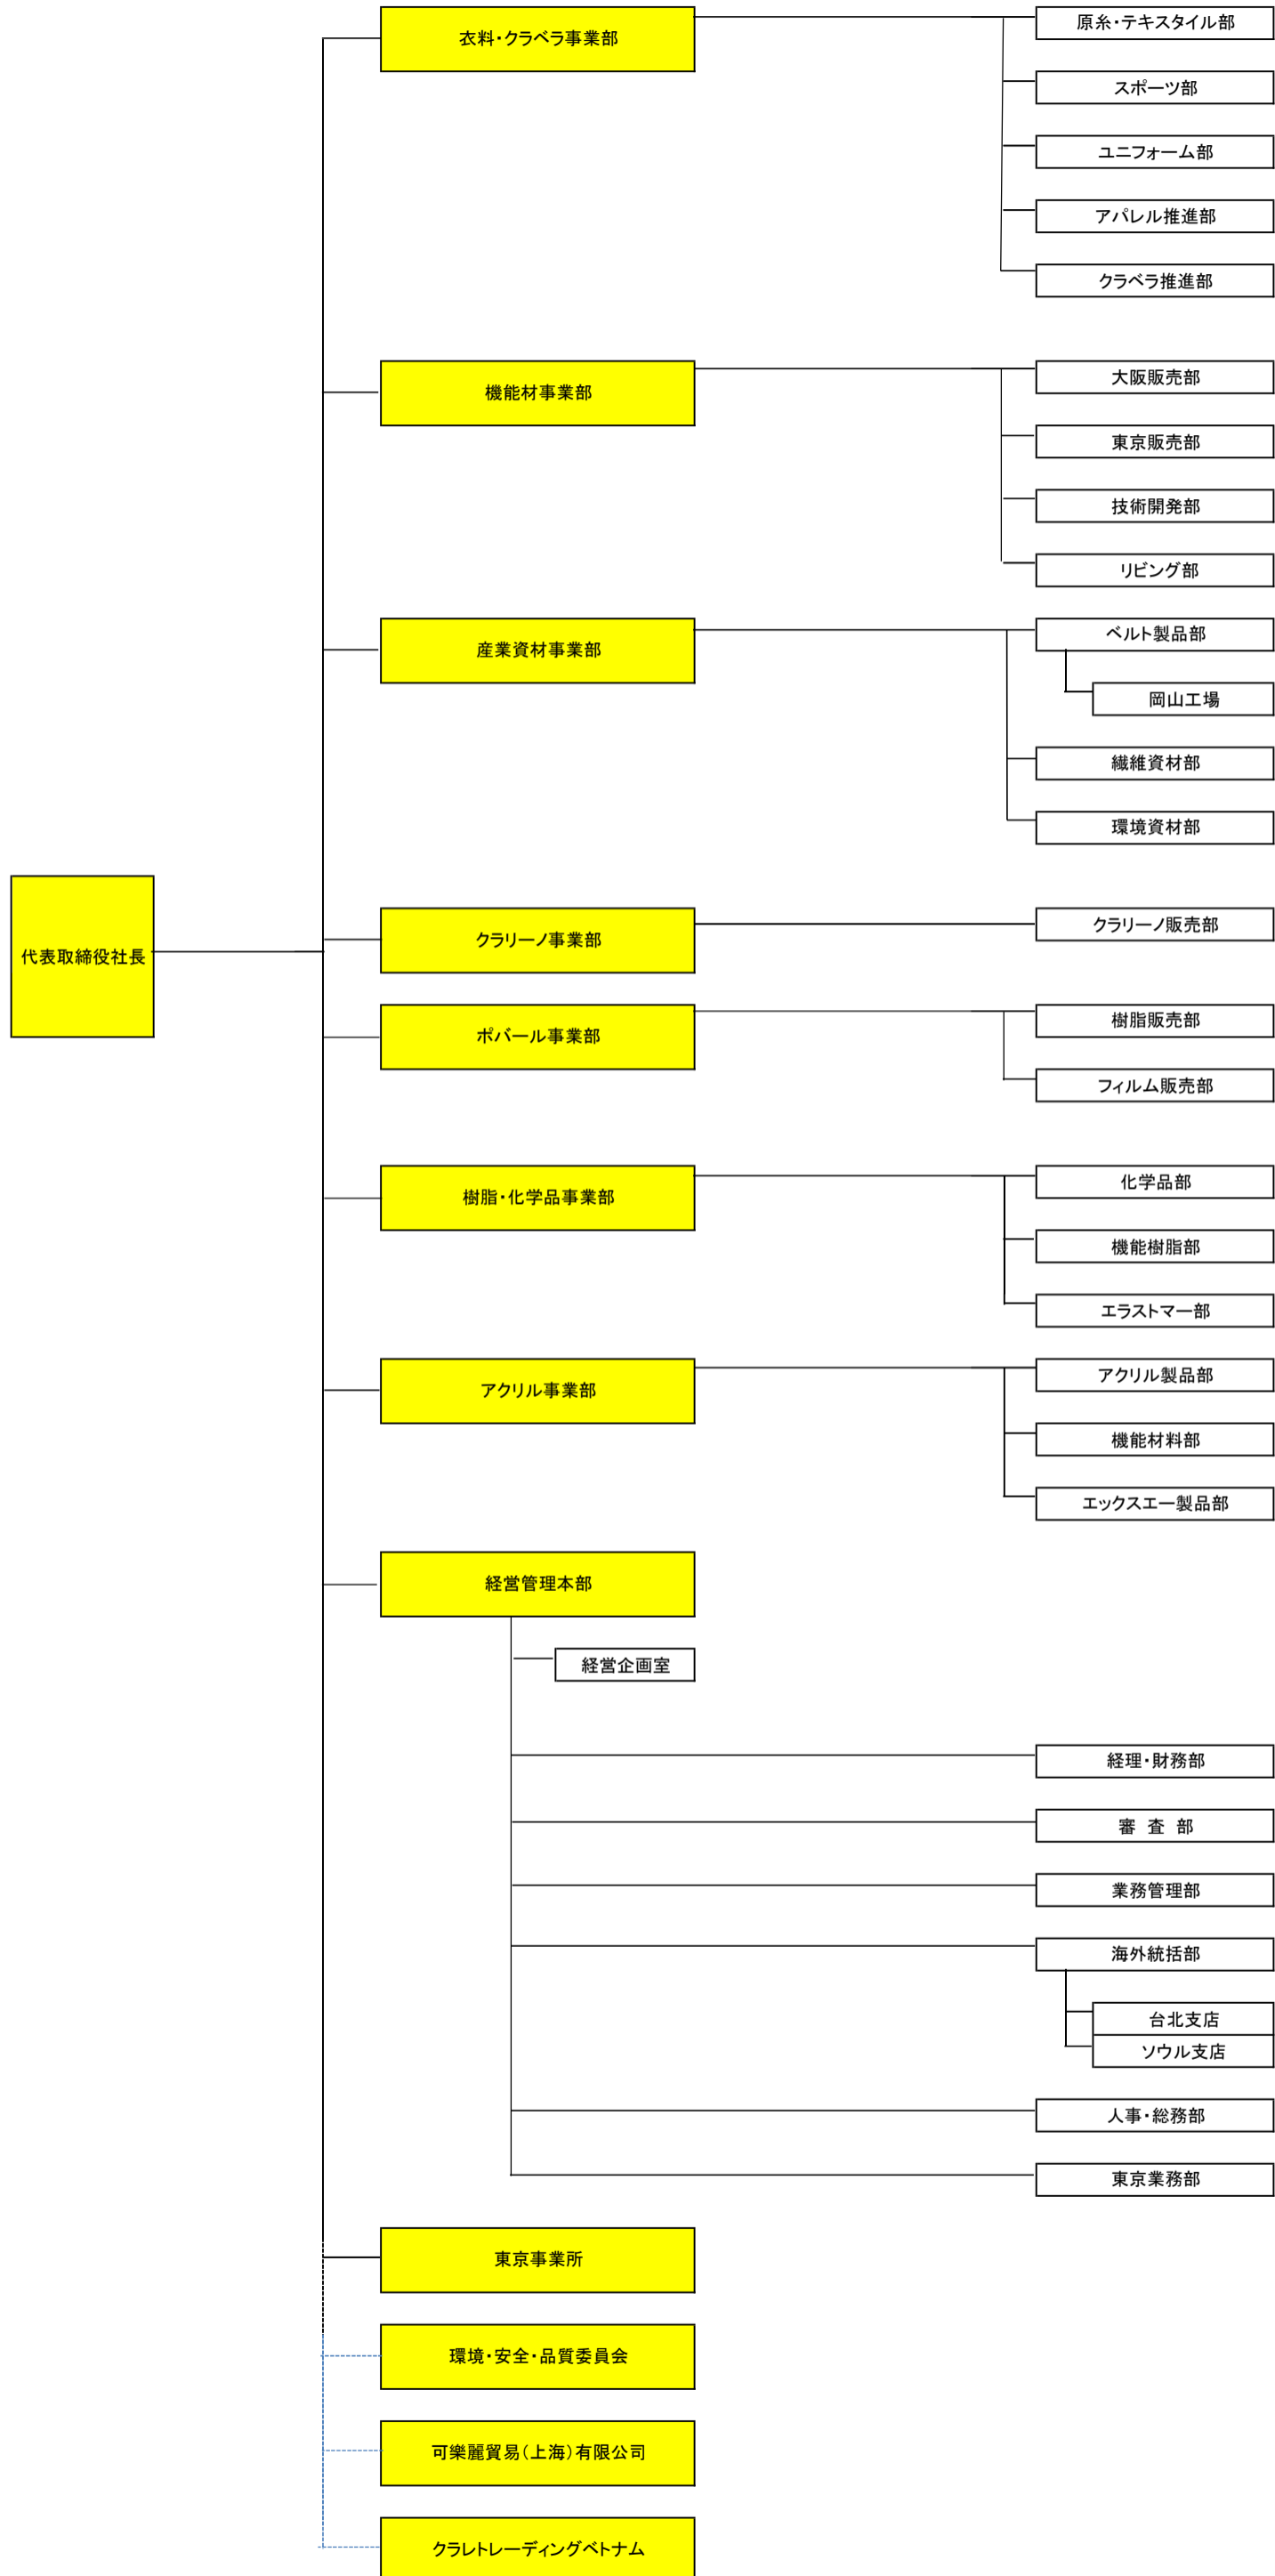 衣料・クラベラ事業部
原糸・テキスタイル部
スポーツ部
ユニフォーム部
アパレル推進部
クラベラ推進部
機能材事業部
大阪販売部
東京販売部
技術開発部
リビング部
産業資材事業部
ベルト製品部
岡山工場
繊維資材部
環境資材部
代表取締役社長
クラリーノ事業部
クラリーノ販売部
ポバール事業部
樹脂販売部
フィルム販売部
樹脂・化学品事業部
化学品部
機能樹脂部
エラストマー部
アクリル事業部
アクリル製品部
機能材料部
エックスエー製品部
経営管理本部
経営企画室
経理・財務部
審 査 部
業務管理部
海外統括部
台北支店
ソウル支店
人事・総務部
東京業務部
東京事業所
環境・安全・品質委員会
可樂麗貿易(上海)有限公司
クラレトレーディングベトナム